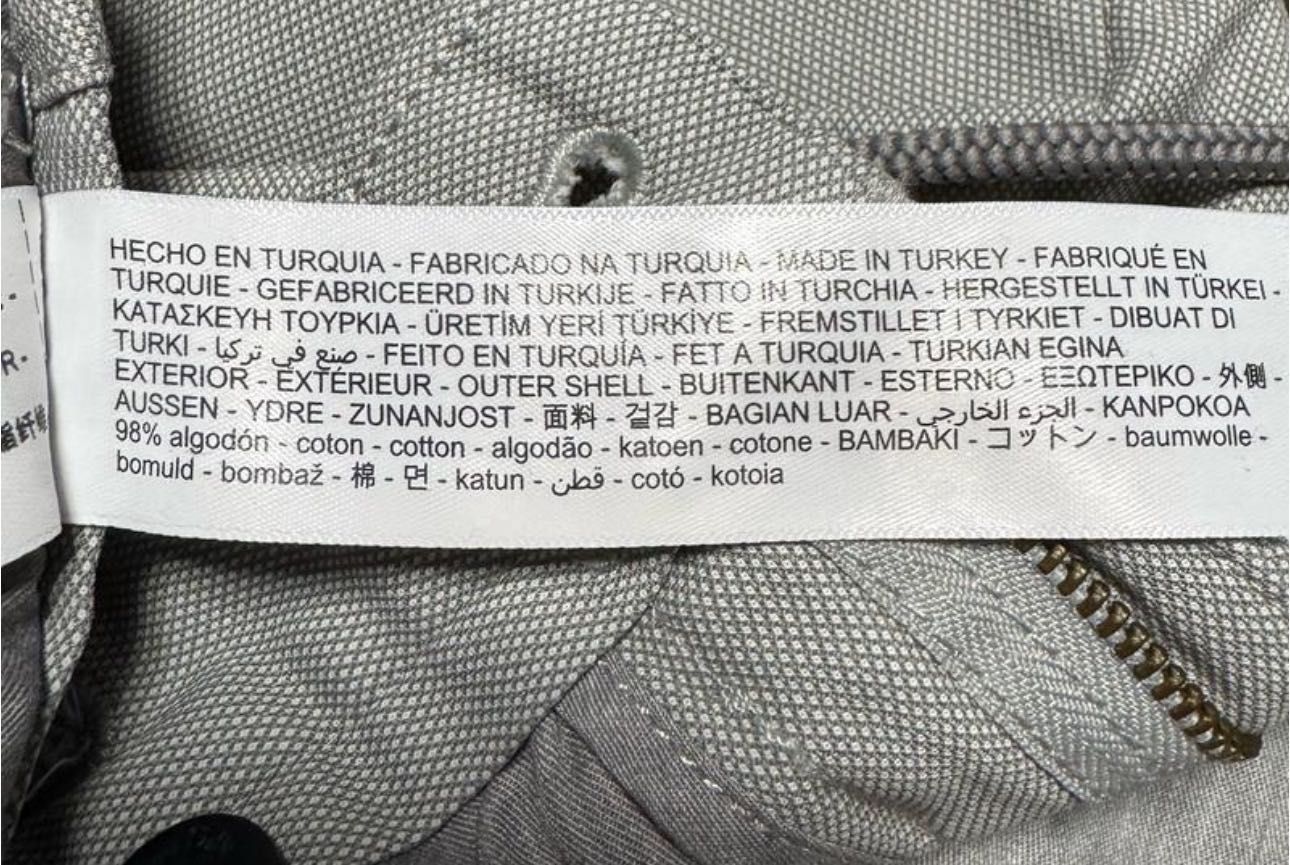 HECHO EN TURQUIA - FABRICADO NA TURQUIA - MADE IN TURKEY - FABRIQUÉ EN
TURQUIE - GEFABRICEERD IN TURKIJE - FATTO IN TURCHIA - HERGESTELLT IN TÜRKEI -
ΚΑΤΑΣΚΕΥΗ ΤΟΥΡΚΙΑ - ÜRETİM YERİ TÜRKİYE - FREMSTILLET I TYRKIET - DIBUAT DI
TURKI - صنع في تركيا - FEITO EN TURQUÍA - FET A TURQUIA - TURKIAN EGINA
EXTERIOR - EXTÉRIEUR - OUTER SHELL - BUITENKANT - ESTERNO - ΕΞΩΤΕΡΙΚΟ - 外側 -
AUSSEN - YDRE - ZUNANJOST - 面料 - 겉감 - BAGIAN LUAR - الجزء الخارجي - KANPOKOA
98% algodón - coton - cotton - algodão - katoen - cotone - ΒΑΜΒΑΚΙ - コットン - baumwolle -
bomuld - bombaž - 棉 - 면 - katun - قطن - cotó - kotoia
R-